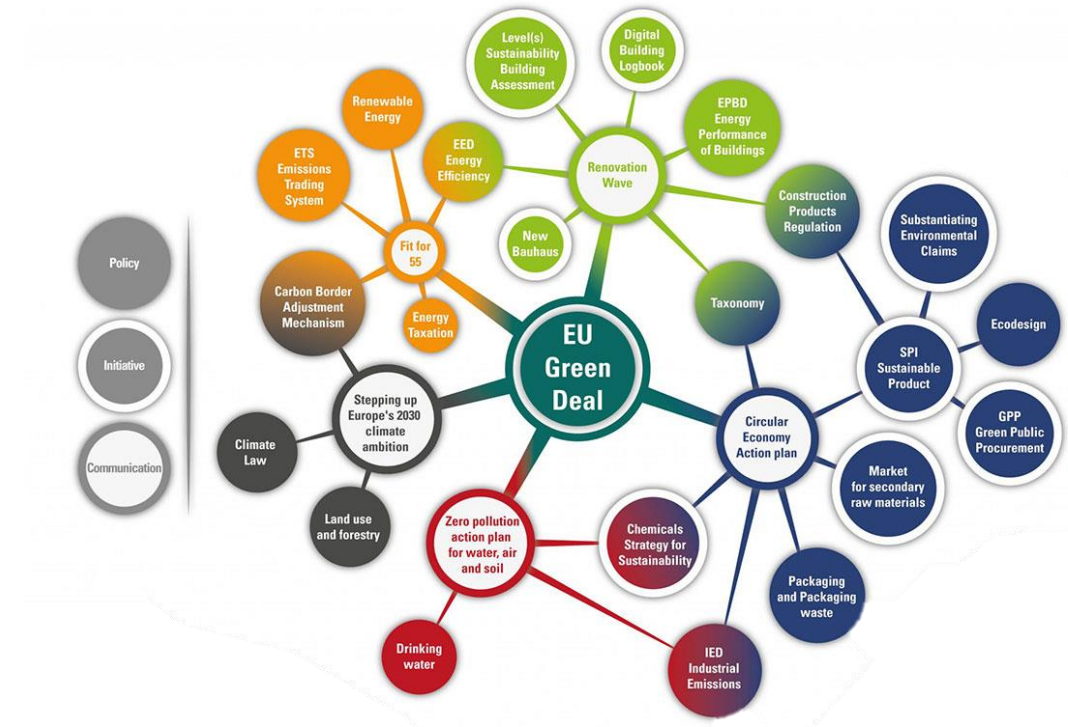 Level(s)
Sustainability
Building
Assessment
Digital
Building
Logbook
Renewable
Energy
EPBD
Energy
Performance
of Buildings
ETS
Emissions
Trading
System
EED
Energy
Efficiency
Renovation
Wave
Construction
Products
Regulation
Substantiating
Environmental
Claims
New
Bauhaus
Fit for
55
Policy
Carbon Border
Adjustment
Mechanism
Energy
Taxation
Taxonomy
Ecodesign
EU
Green
Deal
Initiative
SPI
Sustainable
Product
Stepping up
Europe's 2030
climate
ambition
Circular
Economy
Action plan
GPP
Green Public
Procurement
Climate
Law
Communication
Market
for secondary
raw materials
Land use
and forestry
Zero pollution
action plan
for water, air
and soil
Chemicals
Strategy for
Sustainability
Packaging
and Packaging
waste
Drinking
water
IED
Industrial
Emissions